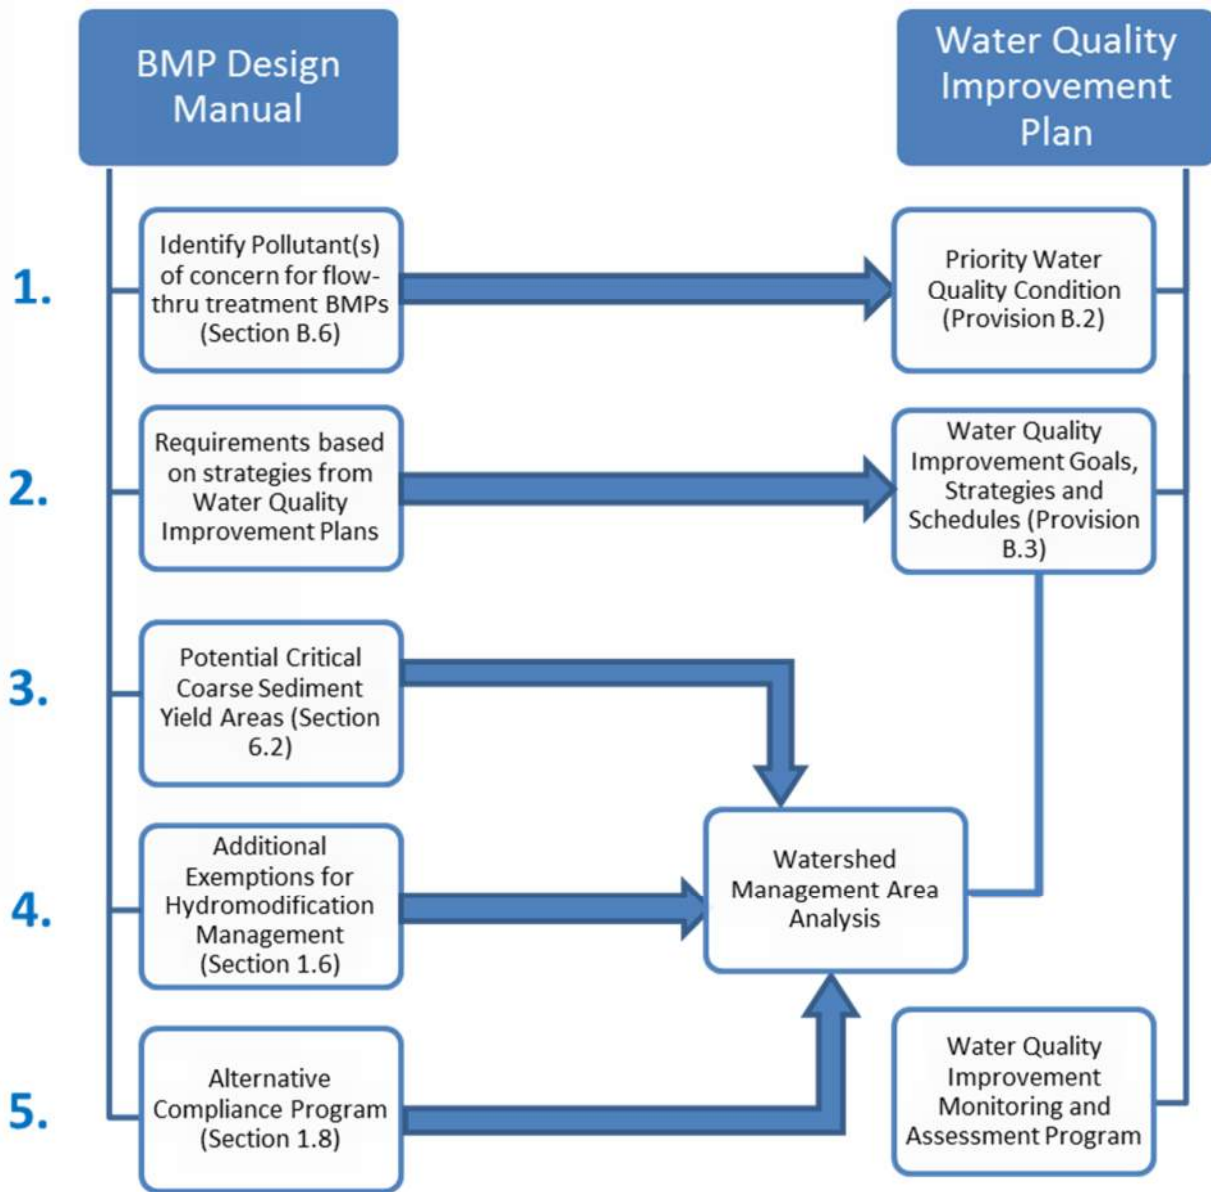 BMP Design
Manual
Water Quality
Improvement
Plan
1.
Identify Pollutant(s)
of concern for flow-
thru treatment BMPs
(Section B.6)
Priority Water
Quality Condition
(Provision B.2)
2.
Requirements based
on strategies from
Water Quality
Improvement Plans
Water Quality
Improvement Goals,
Strategies and
Schedules (Provision
B.3)
3.
Potential Critical
Coarse Sediment
Yield Areas (Section
6.2)
4.
Additional
Exemptions for
Hydromodification
Management
(Section 1.6)
Watershed
Management Area
Analysis
5.
Alternative
Compliance Program
(Section 1.8)
Water Quality
Improvement
Monitoring and
Assessment Program